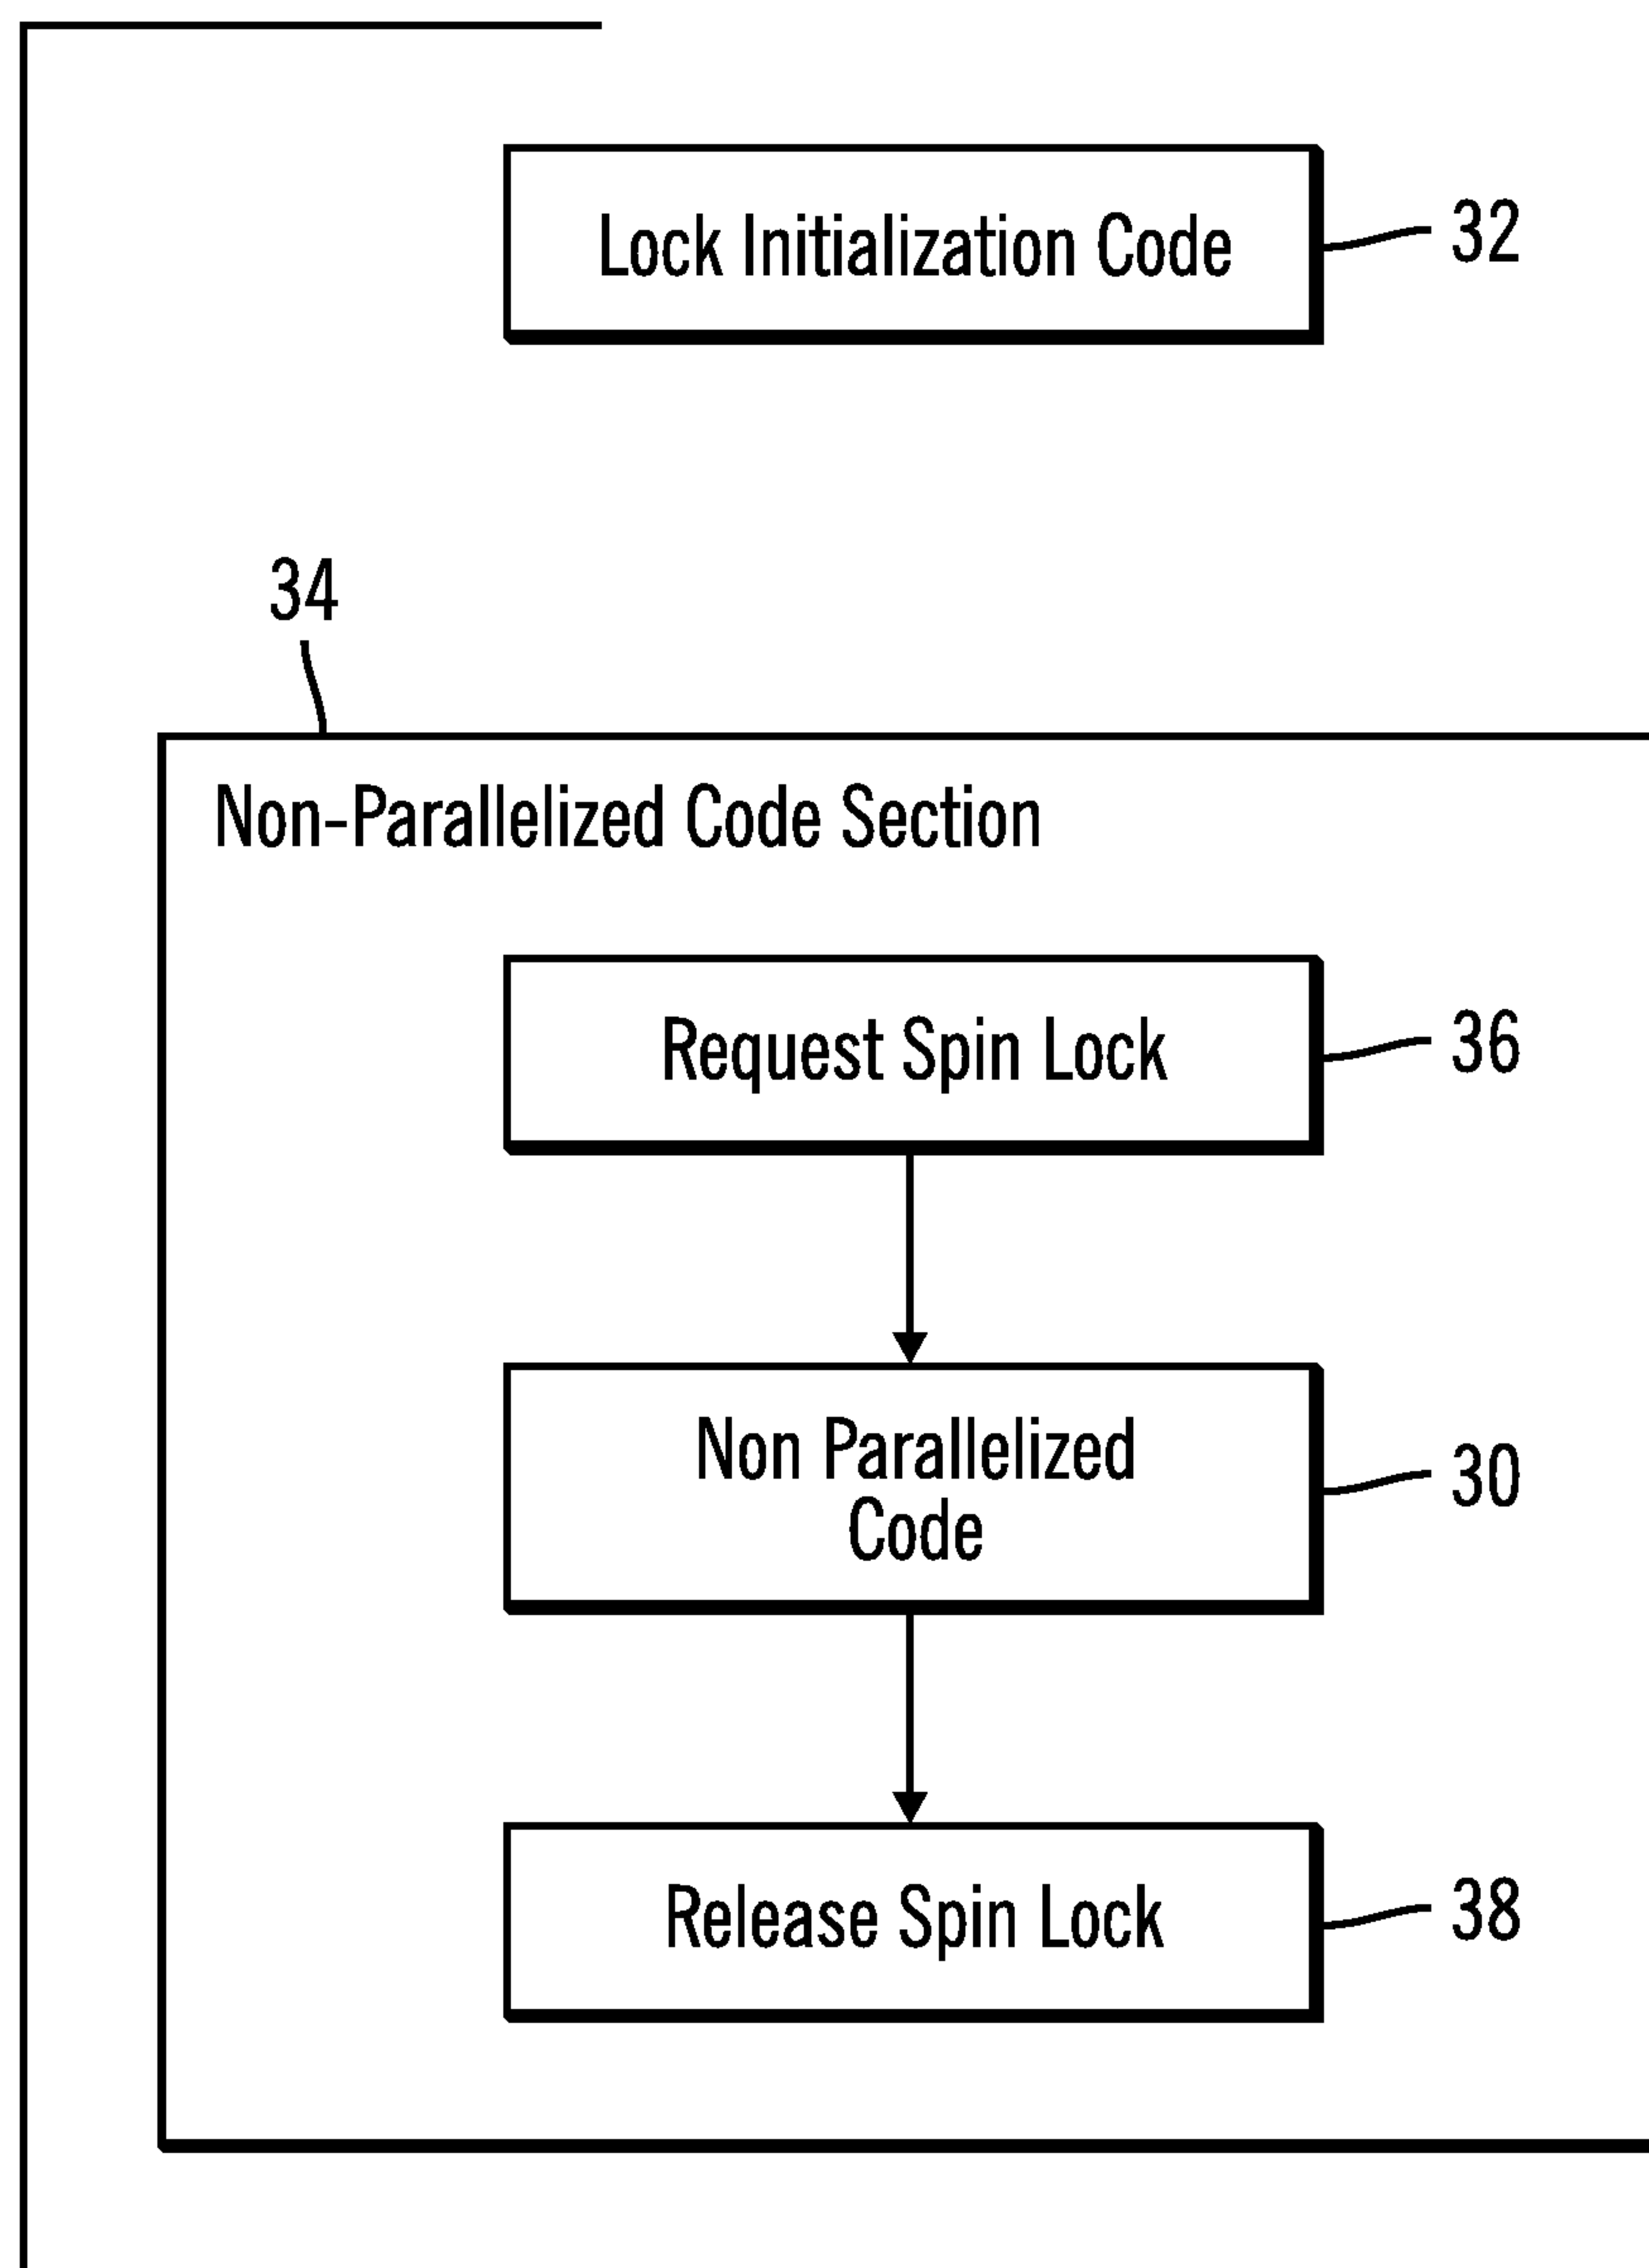 Lock Initialization Code
32
34
Non-Parallelized Code Section
Request Spin Lock
36
Non Parallelized
Code
30
Release Spin Lock
38